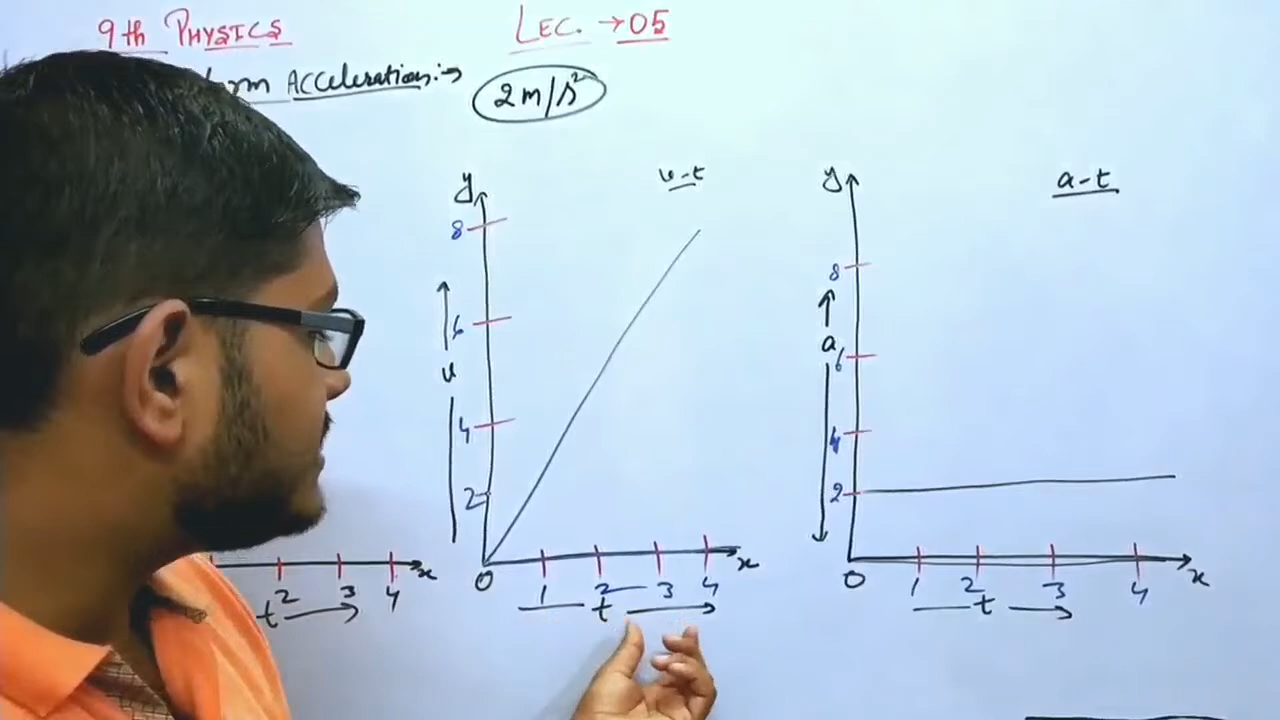 9th PHYSICS
LEC. → 05
rm Acceleration:→
2m/s²
y
8
6
4
2
0
v
v-t
1 2 3 4
x
t
y
8
6
4
2
0
a
a-t
1 2 3 4
x
t
2 3 4
x
t